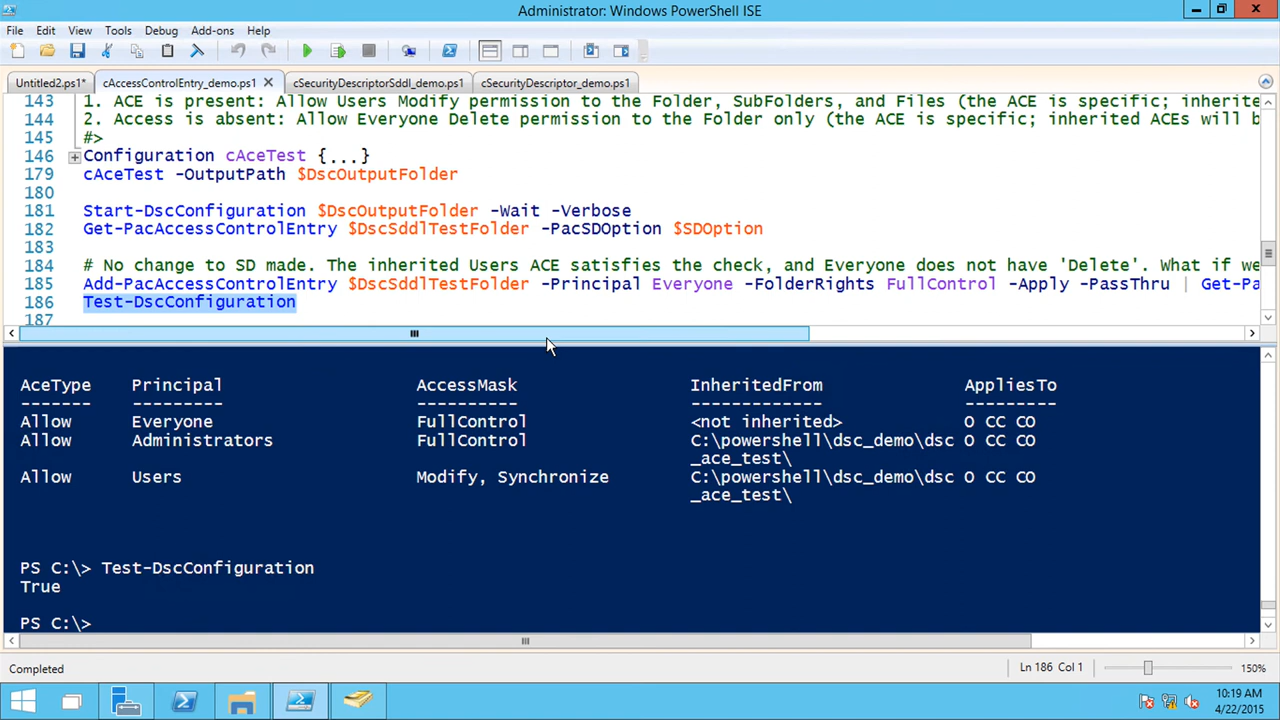 Administrator: Windows PowerShell ISE
File Edit View Tools Debug Add-ons Help
Untitled2.ps1* cAccessControlEntry_demo.ps1 cSecurityDescriptorSddl_demo.ps1 cSecurityDescriptor_demo.ps1
143 1. ACE is present: Allow Users Modify permission to the Folder, SubFolders, and Files (the ACE is specific; inherite
144 2. Access is absent: Allow Everyone Delete permission to the Folder only (the ACE is specific; inherited ACEs will b
145 #>
146 Configuration cAceTest {...}
179 cAceTest -OutputPath $DscOutputFolder
180
181 Start-DscConfiguration $DscOutputFolder -Wait -Verbose
182 Get-PacAccessControlEntry $DscSddlTestFolder -PacSDOption $SDOption
183
184 # No change to SD made. The inherited Users ACE satisfies the check, and Everyone does not have 'Delete'. What if we
185 Add-PacAccessControlEntry $DscSddlTestFolder -Principal Everyone -FolderRights FullControl -Apply -PassThru | Get-Pa
186 Test-DscConfiguration
187
AceType Principal AccessMask InheritedFrom AppliesTo
------- --------- ---------- ------------- ---------
Allow Everyone FullControl <not inherited> O CC CO
Allow Administrators FullControl C:\powershell\dsc_demo\dsc O CC CO
_ace_test\
Allow Users Modify, Synchronize C:\powershell\dsc_demo\dsc O CC CO
_ace_test\
PS C:\> Test-DscConfiguration
True
PS C:\>
Completed Ln 186 Col 1 150%
10:19 AM
4/22/2015